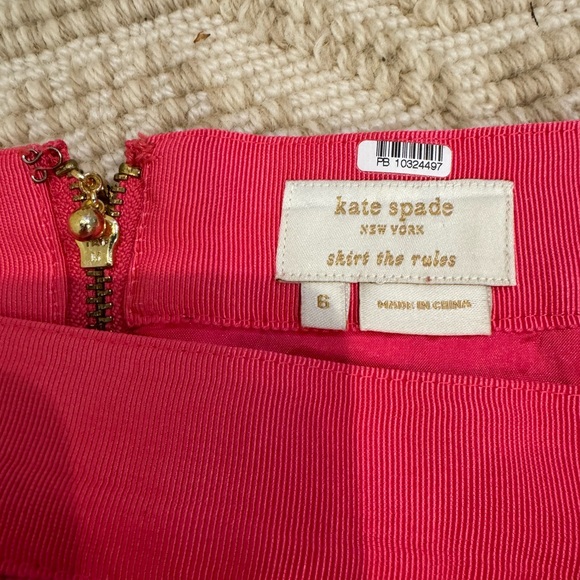 PB 10324497
kate spade
NEW YORK
skirt the rules
6
MADE IN CHINA